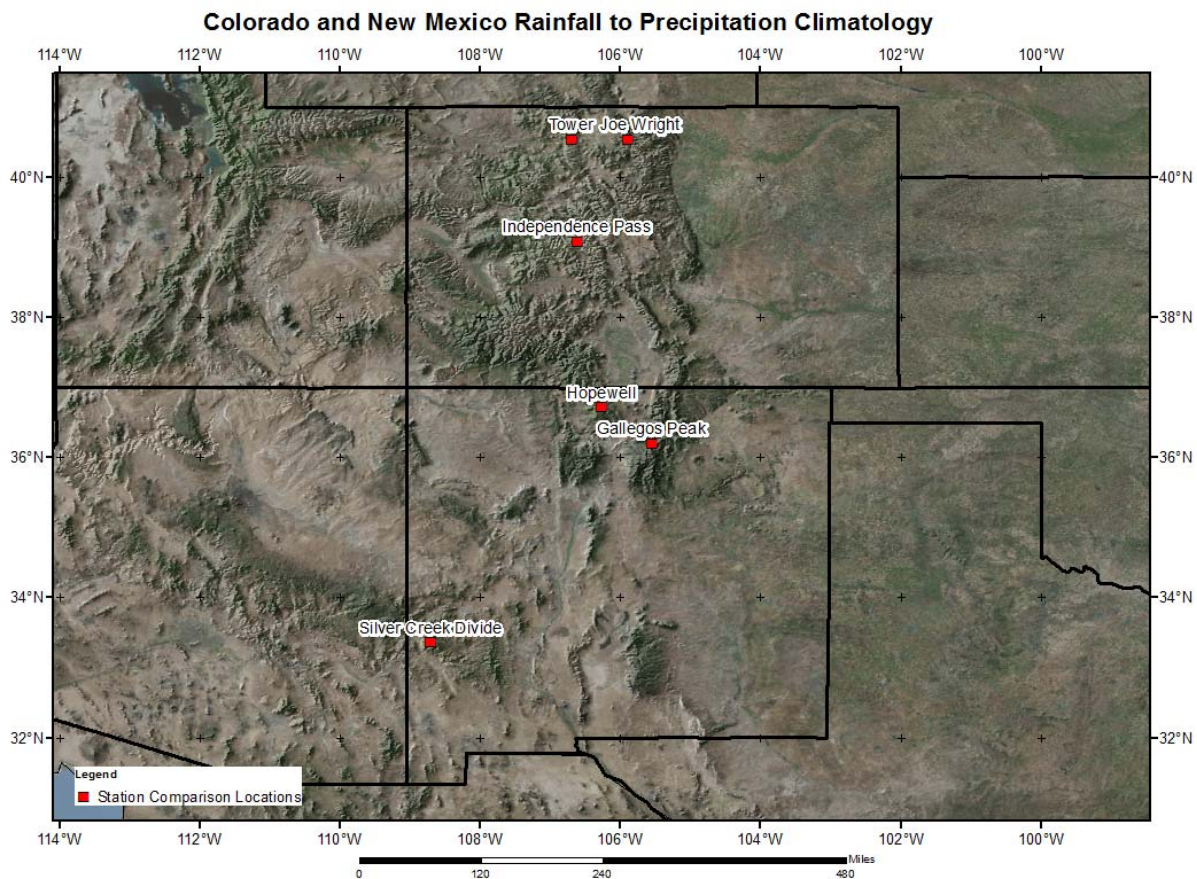 Colorado and New Mexico Rainfall to Precipitation Climatology
114°W 112°W 110°W 108°W 106°W 104°W 102°W 100°W
Tower Joe Wright
40°N 40°N
Independence Pass
38°N 38°N
Hopewell
Gallegos Peak
36°N 36°N
34°N 34°N
Silver Creek Divide
32°N 32°N
Legend
Station Comparison Locations
114°W 112°W 110°W 108°W 106°W 104°W 102°W 100°W
Miles
0 120 240 480